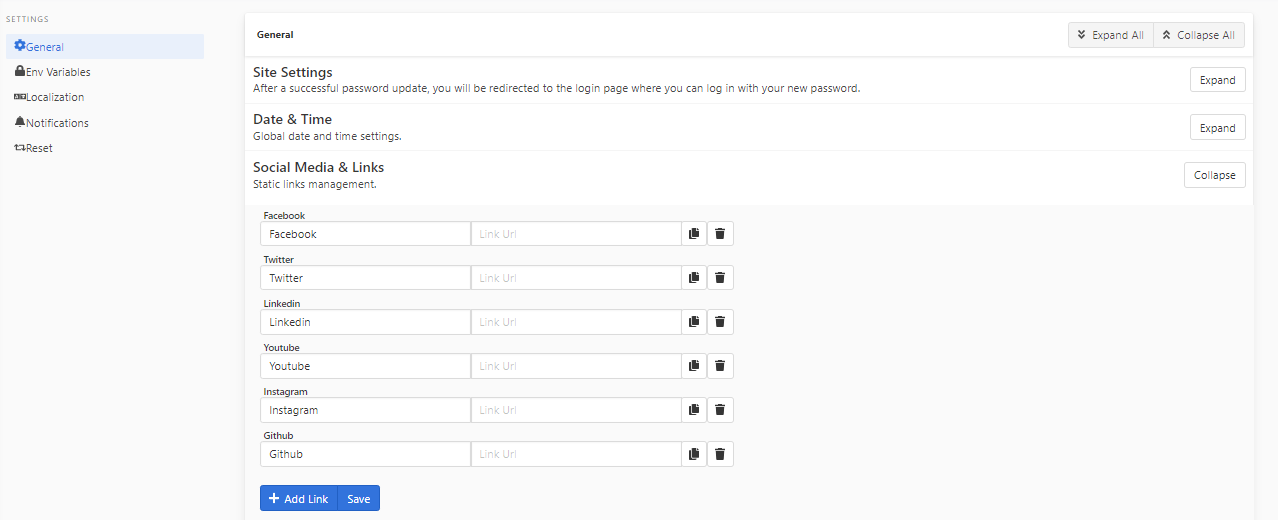 SETTINGS
General
Env Variables
Localization
Notifications
Reset
General
Expand All
Collapse All
Site Settings
After a successful password update, you will be redirected to the login page where you can log in with your new password.
Expand
Date & Time
Global date and time settings.
Expand
Social Media & Links
Static links management.
Collapse
Facebook
Facebook Link Url
Twitter
Twitter Link Url
Linkedin
Linkedin Link Url
Youtube
Youtube Link Url
Instagram
Instagram Link Url
Github
Github Link Url
Add Link Save